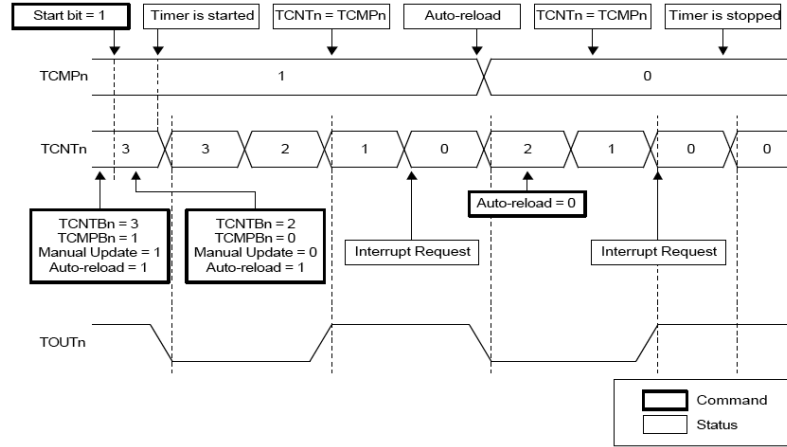 Start bit = 1
Timer is started
TCNTn = TCMPn
Auto-reload
TCNTn = TCMPn
Timer is stopped
TCMPn
1
0
TCNTn
3
3
2
1
0
2
1
0
0
TCNTBn = 3
TCMPBn = 1
Manual Update = 1
Auto-reload = 1
TCNTBn = 2
TCMPBn = 0
Manual Update = 0
Auto-reload = 1
Interrupt Request
Auto-reload = 0
Interrupt Request
TOUTn
Command
Status